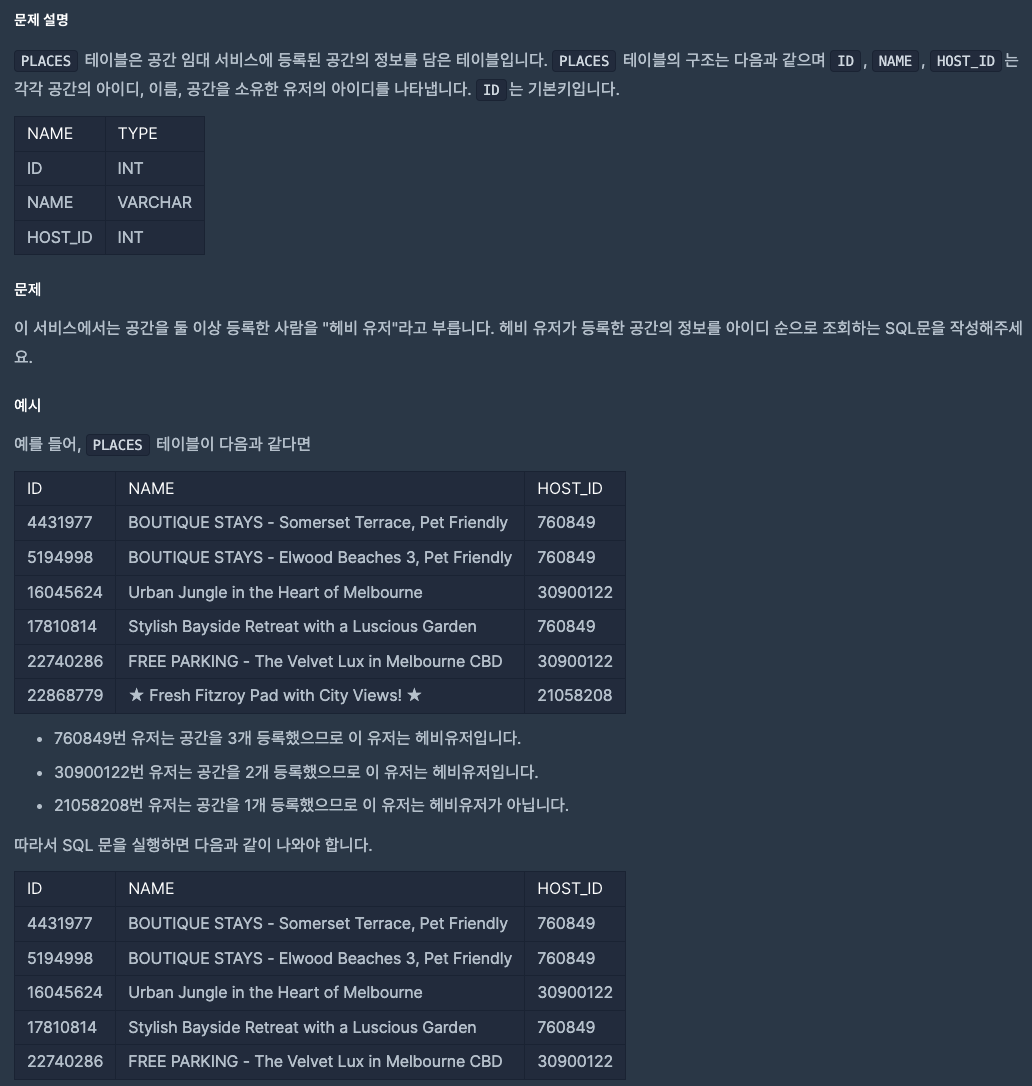 문제 설명
PLACES 테이블은 공간 임대 서비스에 등록된 공간의 정보를 담은 테이블입니다. PLACES 테이블의 구조는 다음과 같으며 ID , NAME , HOST_ID 는
각각 공간의 아이디, 이름, 공간을 소유한 유저의 아이디를 나타냅니다. ID 는 기본키입니다.
NAME TYPE
ID INT
NAME VARCHAR
HOST_ID INT
문제
이 서비스에서는 공간을 둘 이상 등록한 사람을 "헤비 유저"라고 부릅니다. 헤비 유저가 등록한 공간의 정보를 아이디 순으로 조회하는 SQL문을 작성해주세
요.
예시
예를 들어, PLACES 테이블이 다음과 같다면
ID NAME HOST_ID
4431977 BOUTIQUE STAYS - Somerset Terrace, Pet Friendly 760849
5194998 BOUTIQUE STAYS - Elwood Beaches 3, Pet Friendly 760849
16045624 Urban Jungle in the Heart of Melbourne 30900122
17810814 Stylish Bayside Retreat with a Luscious Garden 760849
22740286 FREE PARKING - The Velvet Lux in Melbourne CBD 30900122
22868779 ★ Fresh Fitzroy Pad with City Views! ★ 21058208
• 760849번 유저는 공간을 3개 등록했으므로 이 유저는 헤비유저입니다.
• 30900122번 유저는 공간을 2개 등록했으므로 이 유저는 헤비유저입니다.
• 21058208번 유저는 공간을 1개 등록했으므로 이 유저는 헤비유저가 아닙니다.
따라서 SQL 문을 실행하면 다음과 같이 나와야 합니다.
ID NAME HOST_ID
4431977 BOUTIQUE STAYS - Somerset Terrace, Pet Friendly 760849
5194998 BOUTIQUE STAYS - Elwood Beaches 3, Pet Friendly 760849
16045624 Urban Jungle in the Heart of Melbourne 30900122
17810814 Stylish Bayside Retreat with a Luscious Garden 760849
22740286 FREE PARKING - The Velvet Lux in Melbourne CBD 30900122